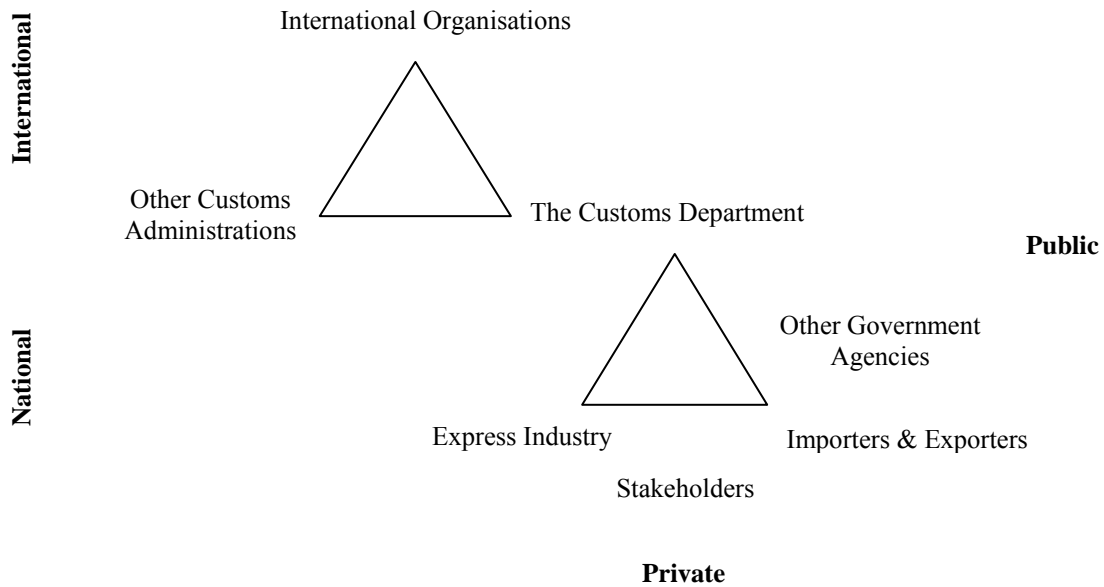 International
International Organisations
Other Customs
Administrations
The Customs Department
Public
National
Other Government
Agencies
Express Industry
Importers & Exporters
Stakeholders
Private